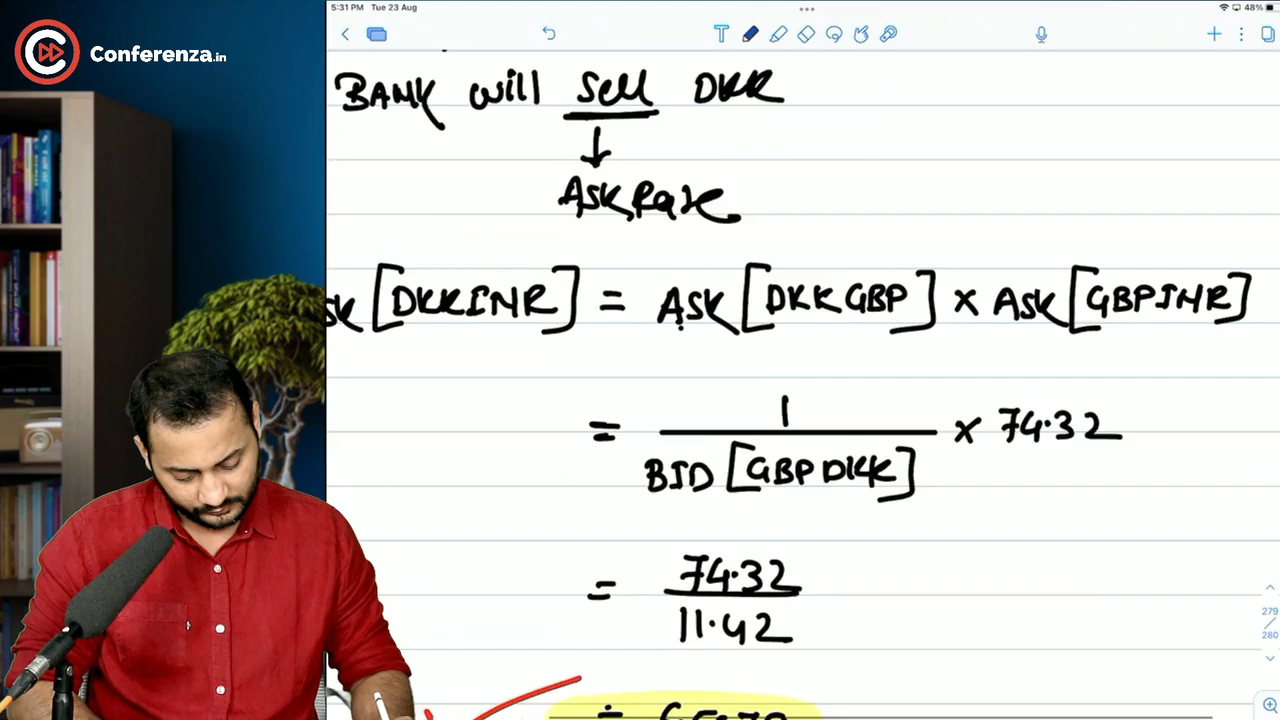 5:31 PM Tue 23 Aug
48%
Conferenza.in
BANK will sell DKK
↓
Ask Rate
SK [DKKINR] = ASK [DKKGBP] x ASK [GBPINR]
= 1 / BID [GBPDKK] x 74.32
= 74.32 / 11.42
279
280